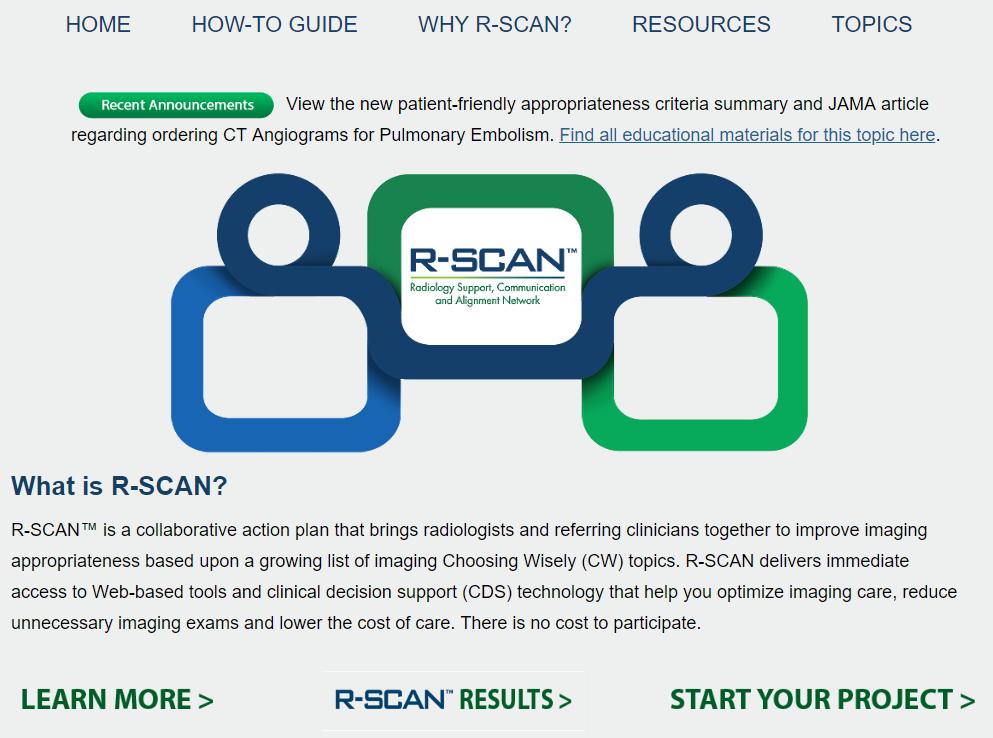 HOME HOW-TO GUIDE WHY R-SCAN? RESOURCES TOPICS
Recent Announcements View the new patient-friendly appropriateness criteria summary and JAMA article
regarding ordering CT Angiograms for Pulmonary Embolism. Find all educational materials for this topic here.
R-SCAN™
Radiology Support, Communication
and Alignment Network
What is R-SCAN?
R-SCAN™ is a collaborative action plan that brings radiologists and referring clinicians together to improve imaging
appropriateness based upon a growing list of imaging Choosing Wisely (CW) topics. R-SCAN delivers immediate
access to Web-based tools and clinical decision support (CDS) technology that help you optimize imaging care, reduce
unnecessary imaging exams and lower the cost of care. There is no cost to participate.
LEARN MORE > R-SCAN™ RESULTS > START YOUR PROJECT >